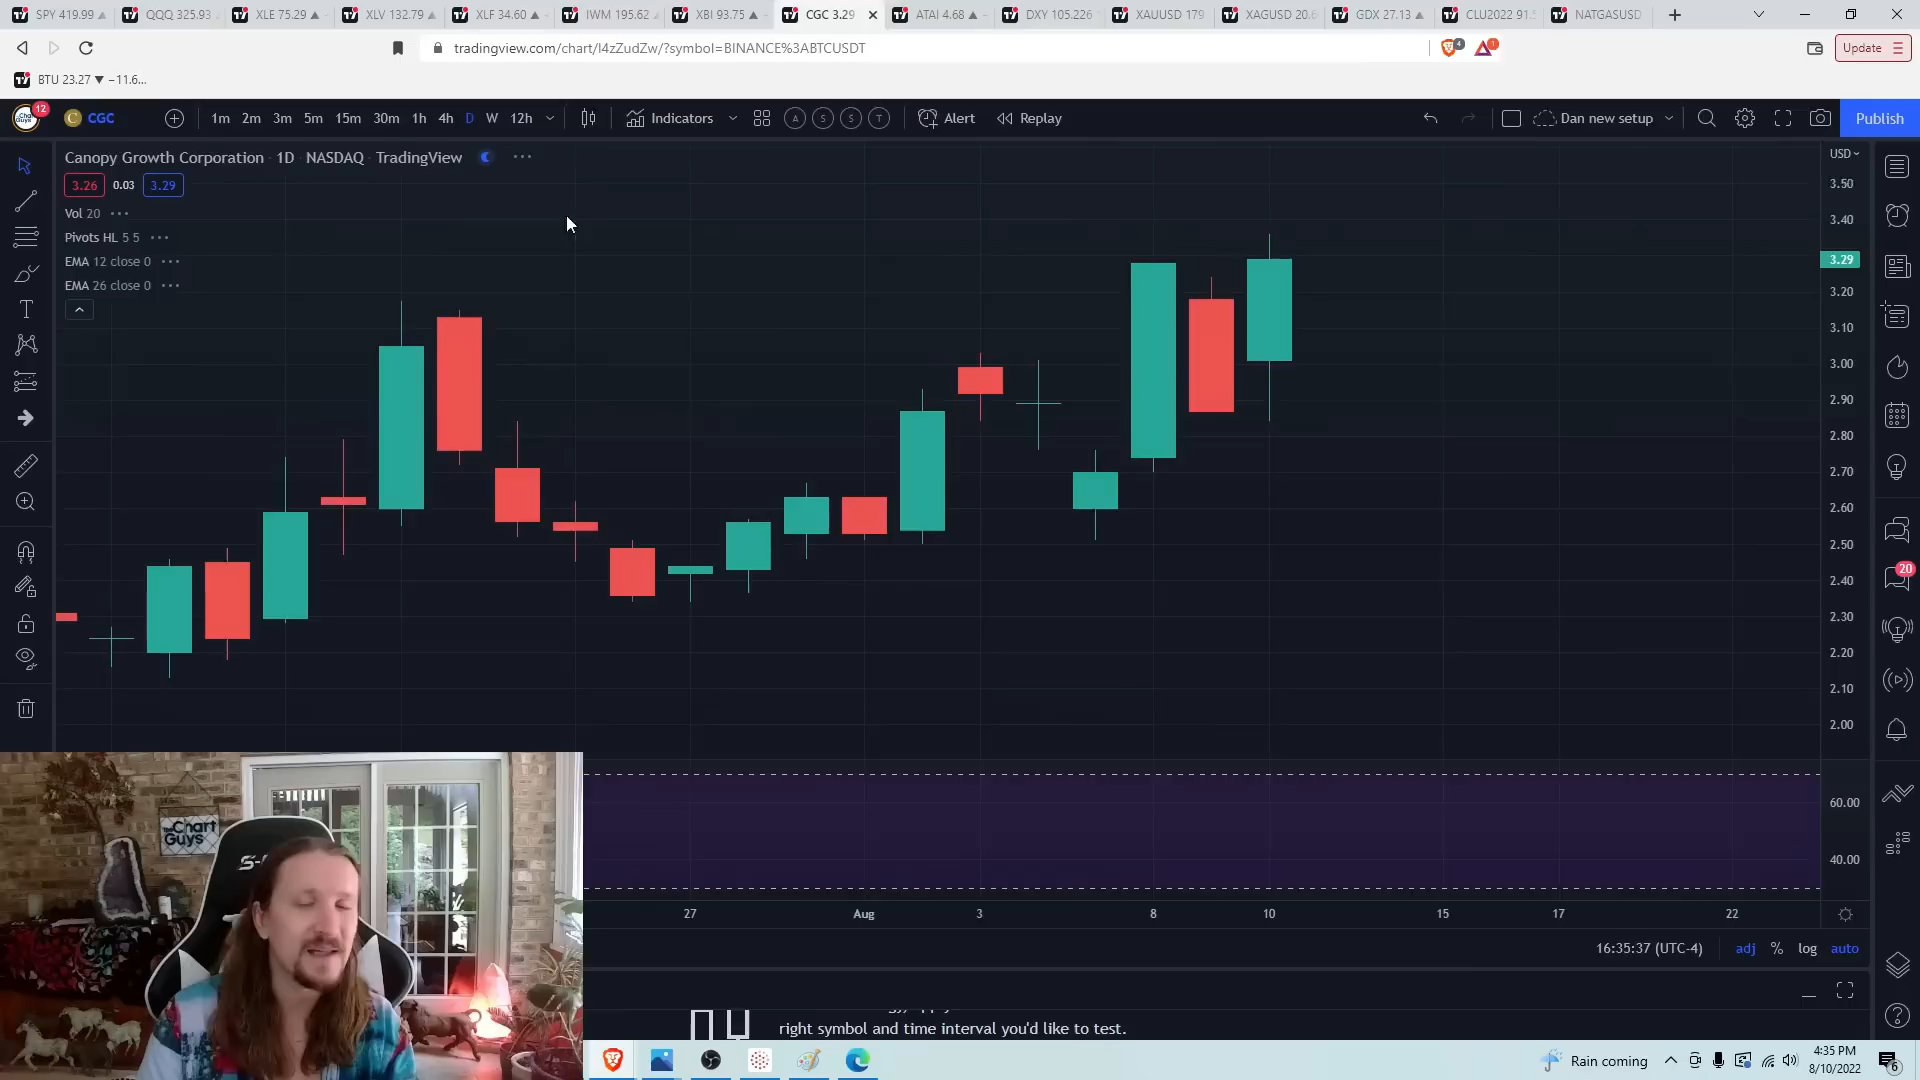 SPY 419.99
QQQ 325.93
XLE 75.29 ▲
XLV 132.79
XLF 34.60 ▲ −
IWM 195.62
XBI 93.75 ▲ −
CGC 3.29
ATAI 4.68 ▲ −
DXY 105.226
XAUUSD 179
XAGUSD 20.6
GDX 27.13 ▲
CLU2022 91.
NATGASUSD
tradingview.com/chart/I4zZudZw/?symbol=BINANCE%3ABTCUSDT
4
1
Update
BTU 23.27 ▼ −11.6...
12
C CGC
1m 2m 3m 5m 15m 30m 1h 4h D W 12h
Indicators
A S S T
Alert
Replay
Dan new setup
Publish
Canopy Growth Corporation · 1D · NASDAQ · TradingView
3.26 0.03 3.29
Vol 20
Pivots HL 5 5
EMA 12 close 0
EMA 26 close 0
USD
3.50
3.40
3.29
3.20
3.10
3.00
2.90
2.80
2.70
2.60
2.50
2.40
2.30
2.20
2.10
2.00
60.00
40.00
20
27 Aug 3 8 10 15 17 22
16:35:37 (UTC-4) adj % log auto
The Chart Guys
right symbol and time interval you'd like to test.
Rain coming
4:35 PM
8/10/2022
6